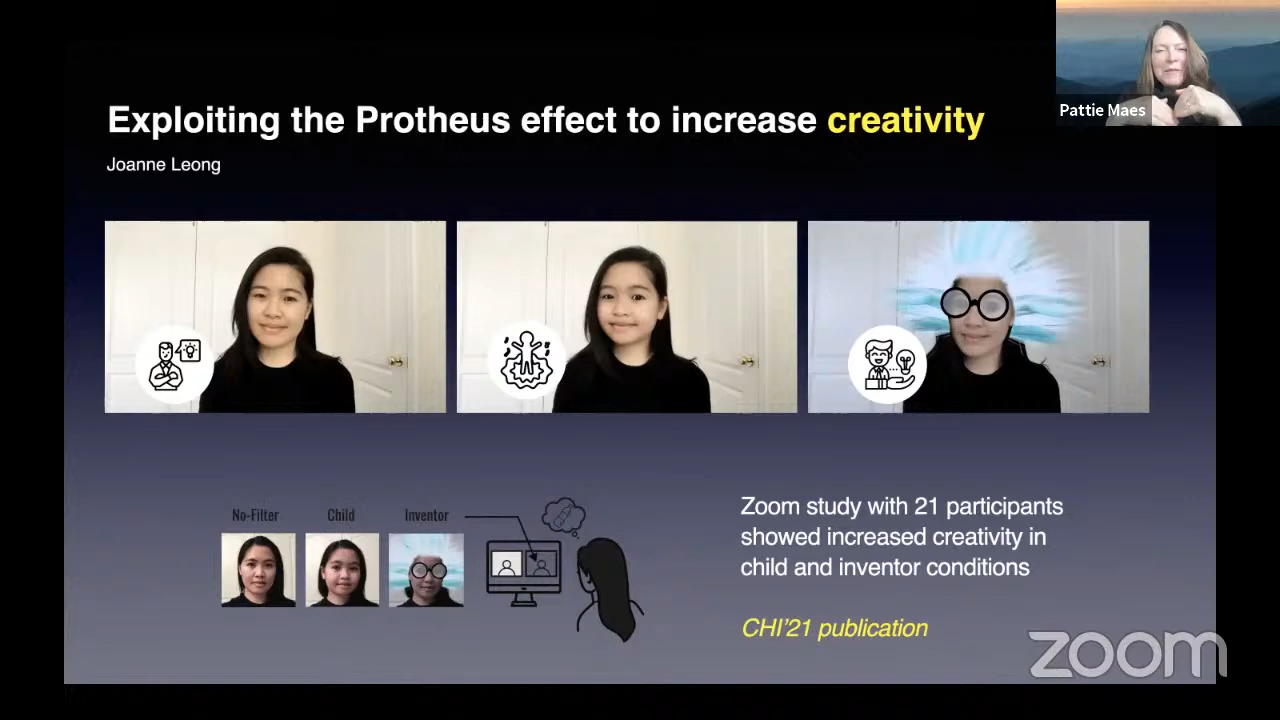 Pattie Maes
Exploiting the Protheus effect to increase creativity
Joanne Leong
No-Filter
Child
Inventor
Zoom study with 21 participants
showed increased creativity in
child and inventor conditions
CHI'21 publication
zoom